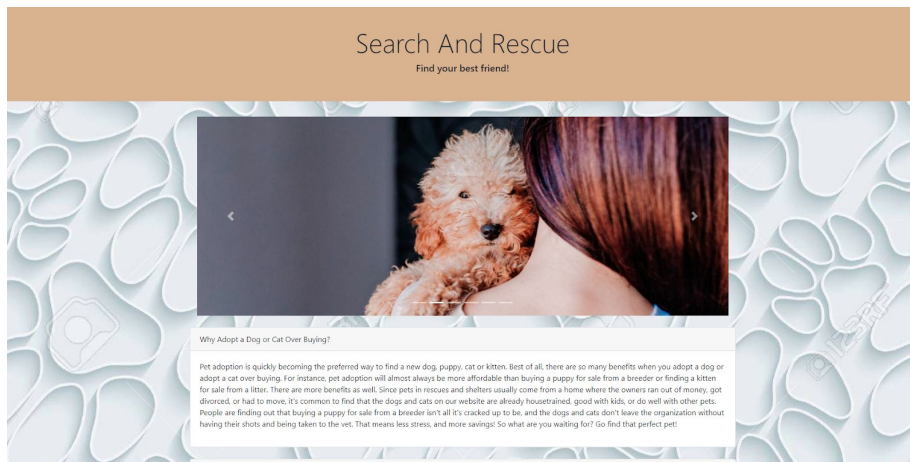 Search And Rescue
Find your best friend!
Why Adopt a Dog or Cat Over Buying?
Pet adoption is quickly becoming the preferred way to find a new dog, puppy, cat or kitten. Best of all, there are so many benefits when you adopt a dog or
adopt a cat over buying. For instance, pet adoption will almost always be more affordable than buying a puppy for sale from a breeder or finding a kitten
for sale from a litter. There are more benefits as well. Since pets in rescues and shelters usually come from a home where the owners ran out of money, got
divorced, or had to move, it's common to find that the dogs and cats on our website are already housetrained, good with kids, or do well with other pets.
People are finding out that buying a puppy for sale from a breeder isn't all it's cracked up to be, and the dogs and cats don't leave the organization without
having their shots and being taken to the vet. That means less stress, and more savings! So what are you waiting for? Go find that perfect pet!
123RF